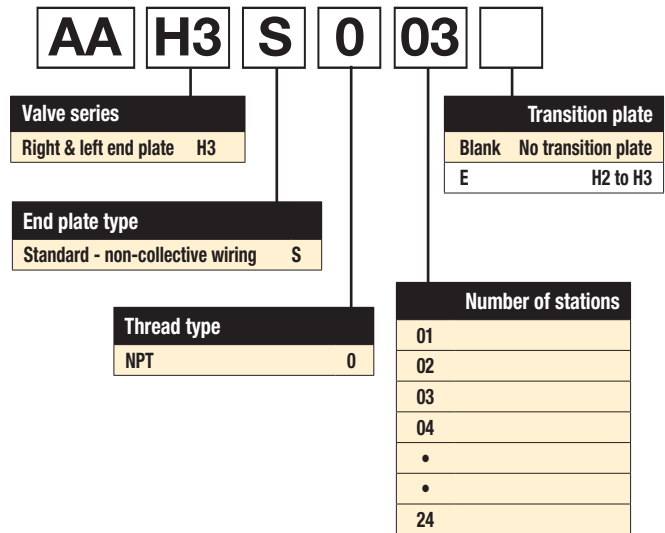 AA H3 S 0 03
Valve series
Right & left end plate H3
Transition plate
Blank No transition plate
E H2 to H3
End plate type
Standard - non-collective wiring S
Thread type
NPT 0
Number of stations
01
02
03
04
•
•
24